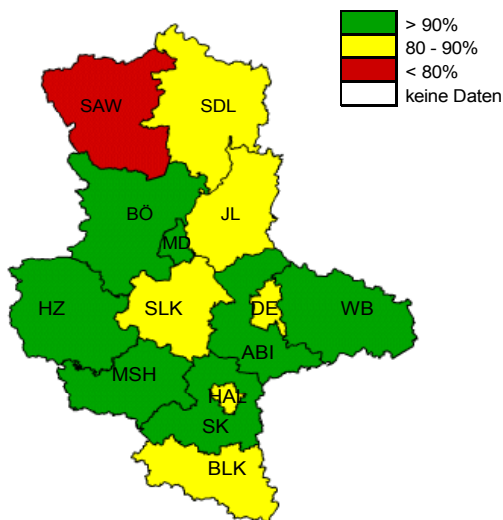 > 90%
80 - 90%
< 80%
keine Daten
SAW
SDL
BÖ
JL
MD
HZ
SLK
DE
WB
ABI
MSH
HAL
SK
BLK